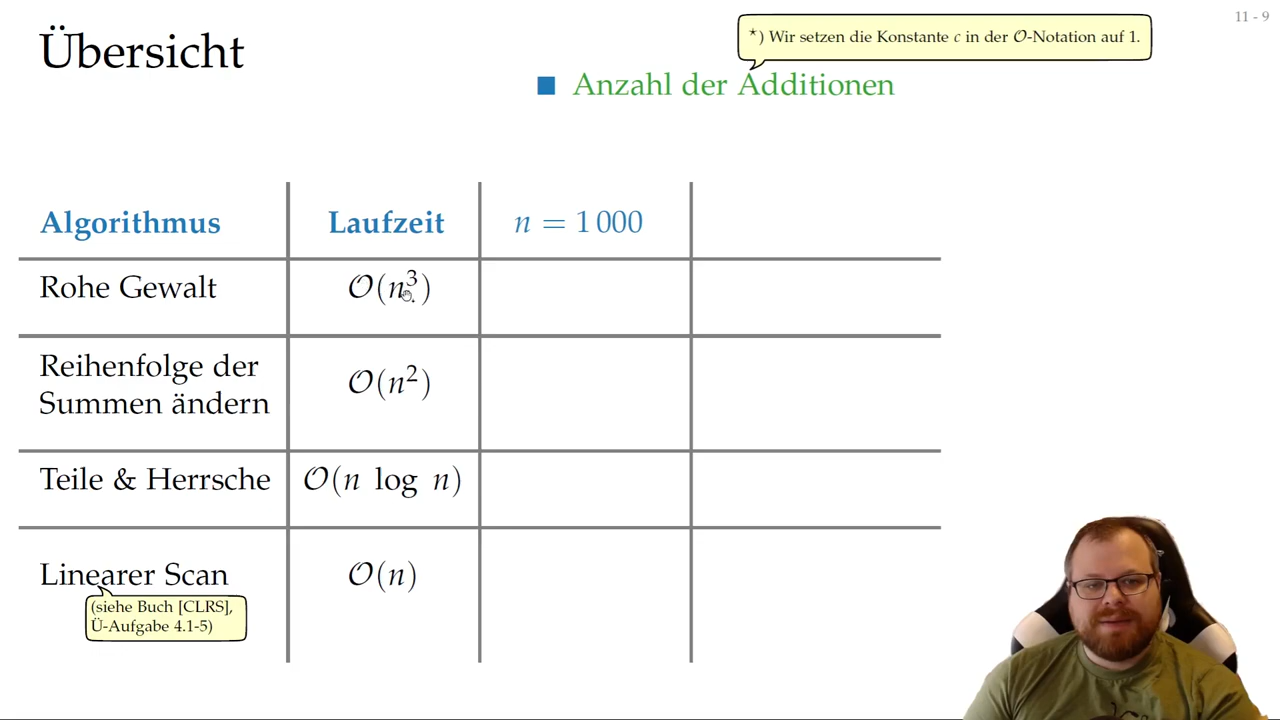 11 - 9
Übersicht
*) Wir setzen die Konstante c in der O-Notation auf 1.
Anzahl der Additionen
Algorithmus
Laufzeit
n = 1 000
Rohe Gewalt
O(n³)
Reihenfolge der
Summen ändern
O(n²)
Teile & Herrsche
O(n log n)
Linearer Scan
O(n)
(siehe Buch [CLRS],
Ü-Aufgabe 4.1-5)